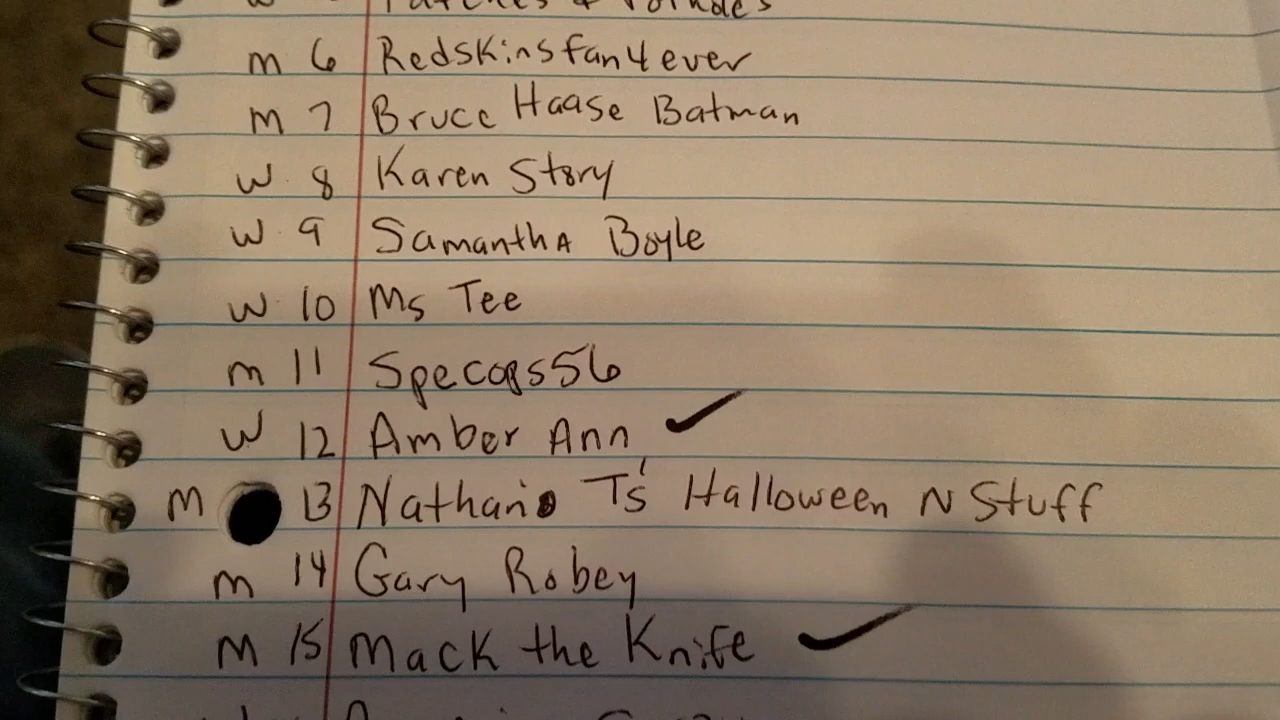 m 6 Redskinsfan4ever
m 7 Bruce Haase Batman
W 8 Karen Story
W 9 Samantha Boyle
W 10 Ms Tee
m 11 Specops56
W 12 Amber Ann ✓
M 13 Nathan T's Halloween N Stuff
m 14 Gary Robey
M 15 Mack the Knife ✓